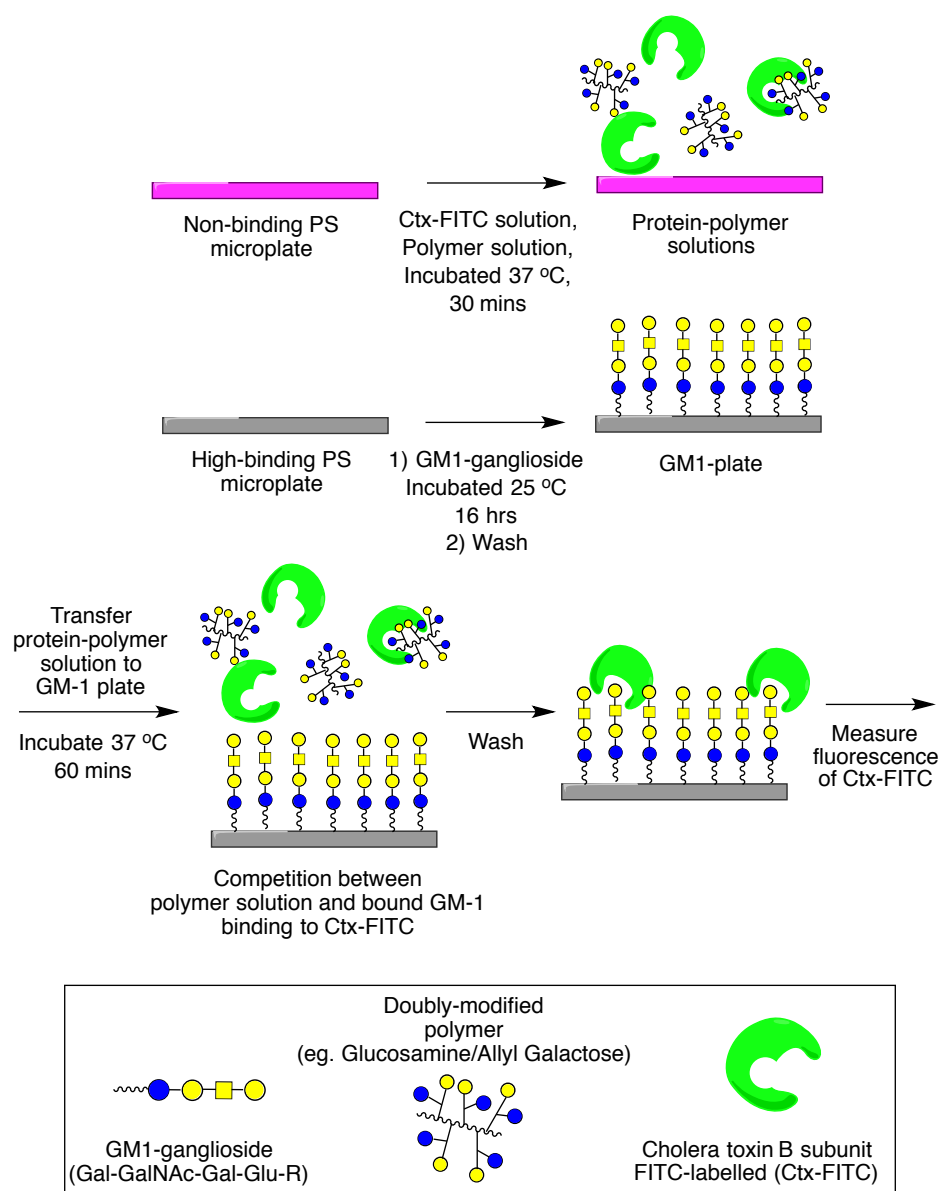 Non-binding PS
microplate
Ctx-FITC solution,
Polymer solution,
Incubated 37 ºC,
30 mins
Protein-polymer
solutions
High-binding PS
microplate
1) GM1-ganglioside
Incubated 25 ºC
16 hrs
2) Wash
GM1-plate
Transfer
protein-polymer
solution to
GM-1 plate
Incubate 37 ºC
60 mins
Competition between
polymer solution and bound GM-1
binding to Ctx-FITC
Wash
Measure
fluorescence
of Ctx-FITC
Doubly-modified
polymer
(eg. Glucosamine/Allyl Galactose)
GM1-ganglioside
(Gal-GalNAc-Gal-Glu-R)
Cholera toxin B subunit
FITC-labelled (Ctx-FITC)